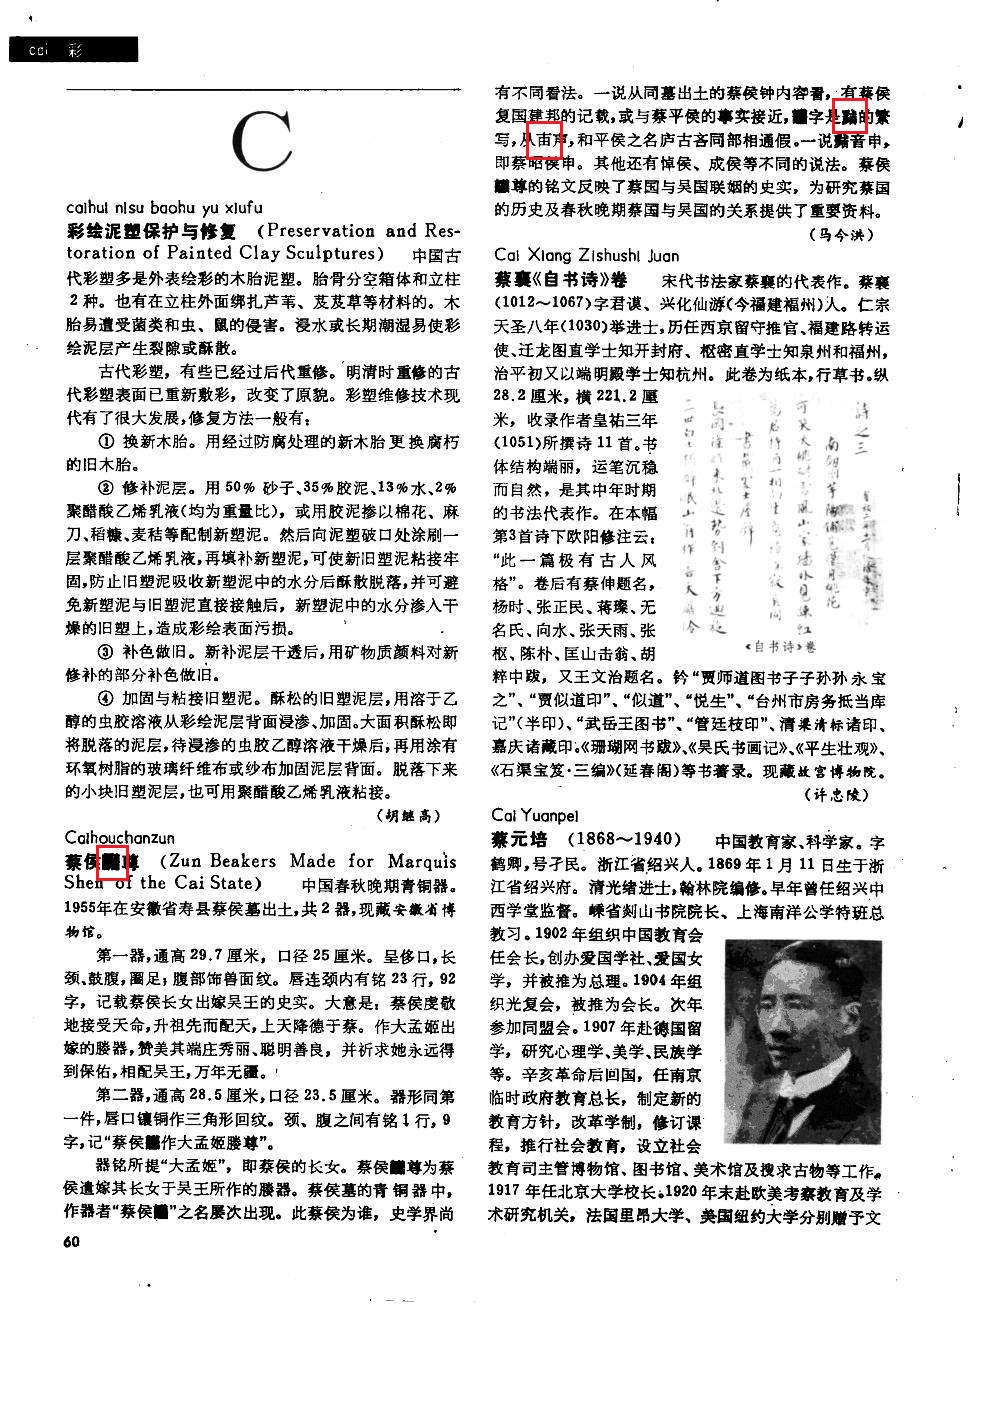 cai 彩
C
caihui nisu baohu yu xiufu
彩绘泥塑保护与修复 (Preservation and Res-
toration of Painted Clay Sculptures) 中国古
代彩塑多是外表绘彩的木胎泥塑。胎骨分空箱体和立柱
2种。也有在立柱外面绑扎芦苇、芨芨草等材料的。木
胎易遭受菌类和虫、鼠的侵害。浸水或长期潮湿易使彩
绘泥层产生裂隙或酥散。
古代彩塑，有些已经过后代重修。明清时重修的古
代彩塑表面已重新敷彩，改变了原貌。彩塑维修技术现
代有了很大发展,修复方法一般有：
① 换新木胎。用经过防腐处理的新木胎更换腐朽
的旧木胎。
② 修补泥层。用50%砂子、35%胶泥、13%水、2%
聚醋酸乙烯乳液(均为重量比)，或用胶泥掺以棉花、麻
刀、稻糠、麦秸等配制新塑泥。然后向泥塑破口处涂刷一
层聚醋酸乙烯乳液,再填补新塑泥,可使新旧塑泥粘接牢
固,防止旧塑泥吸收新塑泥中的水分后酥散脱落,并可避
免新塑泥与旧塑泥直接接触后，新塑泥中的水分渗入干
燥的旧塑上,造成彩绘表面污损。
③ 补色做旧。新补泥层干透后,用矿物质颜料对新
修补的部分补色做旧。
④ 加固与粘接旧塑泥。酥松的旧塑泥层,用溶于乙
醇的虫胶溶液从彩绘泥层背面浸渗、加固。大面积酥松即
将脱落的泥层,待浸渗的虫胶乙醇溶液干燥后,再用涂有
环氧树脂的玻璃纤维布或纱布加固泥层背面。脱落下来
的小块旧塑泥层,也可用聚醋酸乙烯乳液粘接。
(胡继高)
Caihouchanzun
蔡侯尊 (Zun Beakers Made for Marquis
Shen of the Cai State) 中国春秋晚期青铜器。
1955年在安徽省寿县蔡侯墓出土,共2器,现藏安徽省博
物馆。
第一器,通高29.7厘米，口径25厘米。呈侈口,长
颈、鼓腹,圈足；腹部饰兽面纹。唇连颈内有铭23行，92
字，记载蔡侯长女出嫁吴王的史实。大意是：蔡侯虔敬
地接受天命,升祖先而配天,上天降德于蔡。作大孟姬出
嫁的媵器,赞美其端庄秀丽、聪明善良，并祈求她永远得
到保佑,相配吴王,万年无疆。
第二器,通高28.5厘米,口径23.5厘米。器形同第
一件,唇口镶铜作三角形回纹。颈、腹之间有铭1行，9
字,记“蔡侯作大孟姬媵尊”。
器铭所提“大孟姬”，即蔡侯的长女。蔡侯尊为蔡
侯遣嫁其长女于吴王所作的媵器。蔡侯墓的青铜器中，
作器者“蔡侯”之名屡次出现。此蔡侯为谁，史学界尚
60
有不同看法。一说从同墓出土的蔡侯钟内容看，有蔡侯
复国建邦的记载,或与蔡平侯的事实接近,字是的繁
写,从亩声,和平侯之名庐古音同部相通假。一说音申，
即蔡昭侯申。其他还有悼侯、成侯等不同的说法。蔡侯
尊的铭文反映了蔡国与吴国联姻的史实，为研究蔡国
的历史及春秋晚期蔡国与吴国的关系提供了重要资料。
(马今洪)
Cai Xiang Zishushi Juan
蔡襄《自书诗》卷 宋代书法家蔡襄的代表作。蔡襄
(1012～1067)字君谟、兴化仙游(今福建福州)人。仁宗
天圣八年(1030)举进士,历任西京留守推官、福建路转运
使、迁龙图直学士知开封府、枢密直学士知泉州和福州,
治平初又以端明殿学士知杭州。此卷为纸本,行草书。纵
28.2厘米，横221.2厘
米，收录作者皇祐三年
(1051)所撰诗11首。书
体结构端丽，运笔沉稳
而自然，是其中年时期
的书法代表作。在本幅
第3首诗下欧阳修注云：
“此一篇极有古人风
格”。卷后有蔡伸题名，
杨时、张正民、蒋璨、无
名氏、向水、张天雨、张
枢、陈朴、匡山击翁、胡
《自书诗》卷
粹中跋，又王文治题名。钤“贾师道图书子子孙孙永宝
之”、“贾似道印”、“似道”、“悦生”、“台州市房务抵当库
记”(半印)、“武岳王图书”、“管廷枝印”、清梁清标诸印、
嘉庆诸藏印。《珊瑚网书跋》、《吴氏书画记》、《平生壮观》、
《石渠宝笈·三编》(延春阁)等书著录。现藏故宫博物院。
(许忠陵)
Cai Yuanpei
蔡元培 (1868～1940) 中国教育家、科学家。字
鹤卿,号孑民。浙江省绍兴人。1869年1月11日生于浙
江省绍兴府。清光绪进士,翰林院编修。早年曾任绍兴中
西学堂监督。嵊省剡山书院院长、上海南洋公学特班总
教习。1902年组织中国教育会
任会长,创办爱国学社、爱国女
学，并被推为总理。1904年组
织光复会，被推为会长。次年
参加同盟会。1907年赴德国留
学，研究心理学、美学、民族学
等。辛亥革命后回国，任南京
临时政府教育总长，制定新的
教育方针，改革学制，修订课
程，推行社会教育，设立社会
教育司主管博物馆、图书馆、美术馆及搜求古物等工作。
1917年任北京大学校长。1920年末赴欧美考察教育及学
术研究机关，法国里昂大学、美国纽约大学分别赠予文